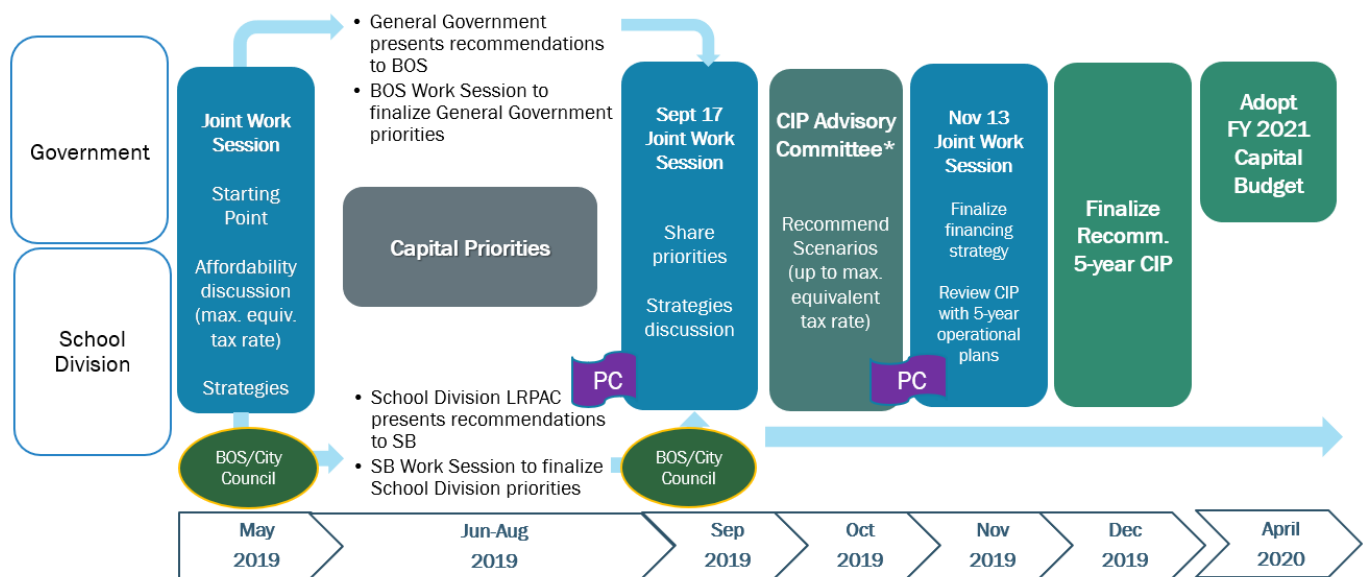 Government
School
Division
Joint Work
Session
Starting
Point
Affordability
discussion
(max. equiv.
tax rate)
Strategies
BOS/City
Council
• General Government
presents recommendations
to BOS
• BOS Work Session to
finalize General Government
priorities
Capital Priorities
• School Division LRPAC
presents recommendations
to SB
• SB Work Session to finalize
School Division priorities
PC
Sept 17
Joint Work
Session
Share
priorities
Strategies
discussion
BOS/City
Council
CIP Advisory
Committee*
Recommend
Scenarios
(up to max.
equivalent
tax rate)
PC
Nov 13
Joint Work
Session
Finalize
financing
strategy
Review CIP
with 5-year
operational
plans
Finalize
Recomm.
5-year CIP
Adopt
FY 2021
Capital
Budget
May
2019
Jun-Aug
2019
Sep
2019
Oct
2019
Nov
2019
Dec
2019
April
2020